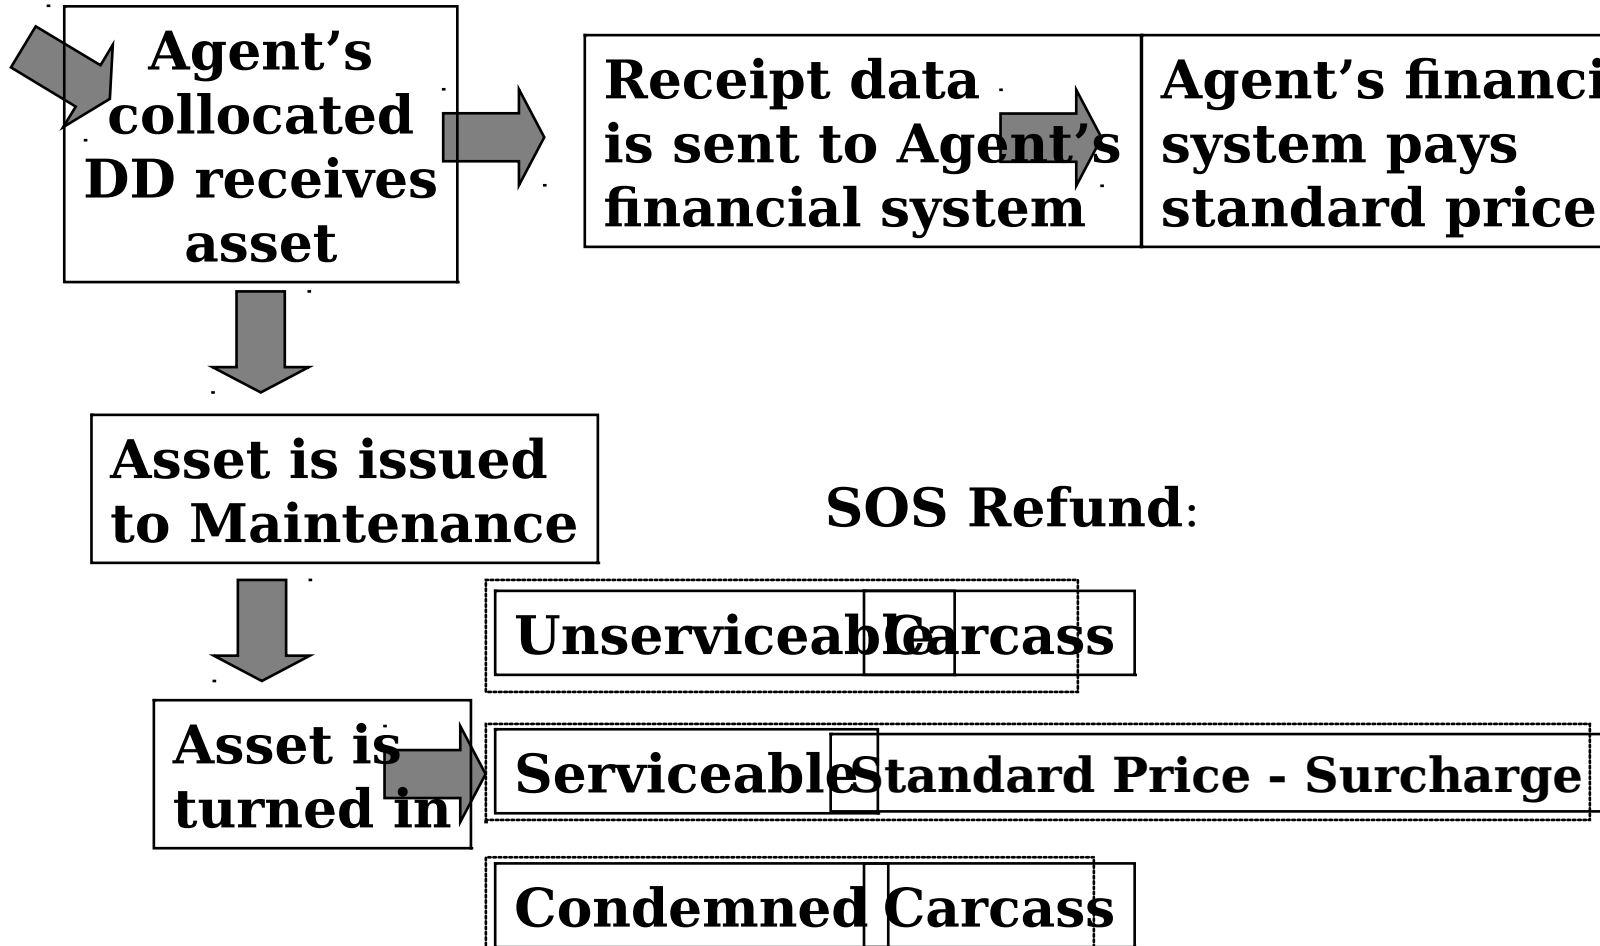 Agent’s
collocated
DD receives
asset
Receipt data
is sent to Agent’s
financial system
Agent’s financi
system pays
standard price
Asset is issued
to Maintenance
SOS Refund:
Unserviceable
Carcass
Asset is
turned in
Serviceable
Standard Price - Surcharge
Condemned
Carcass